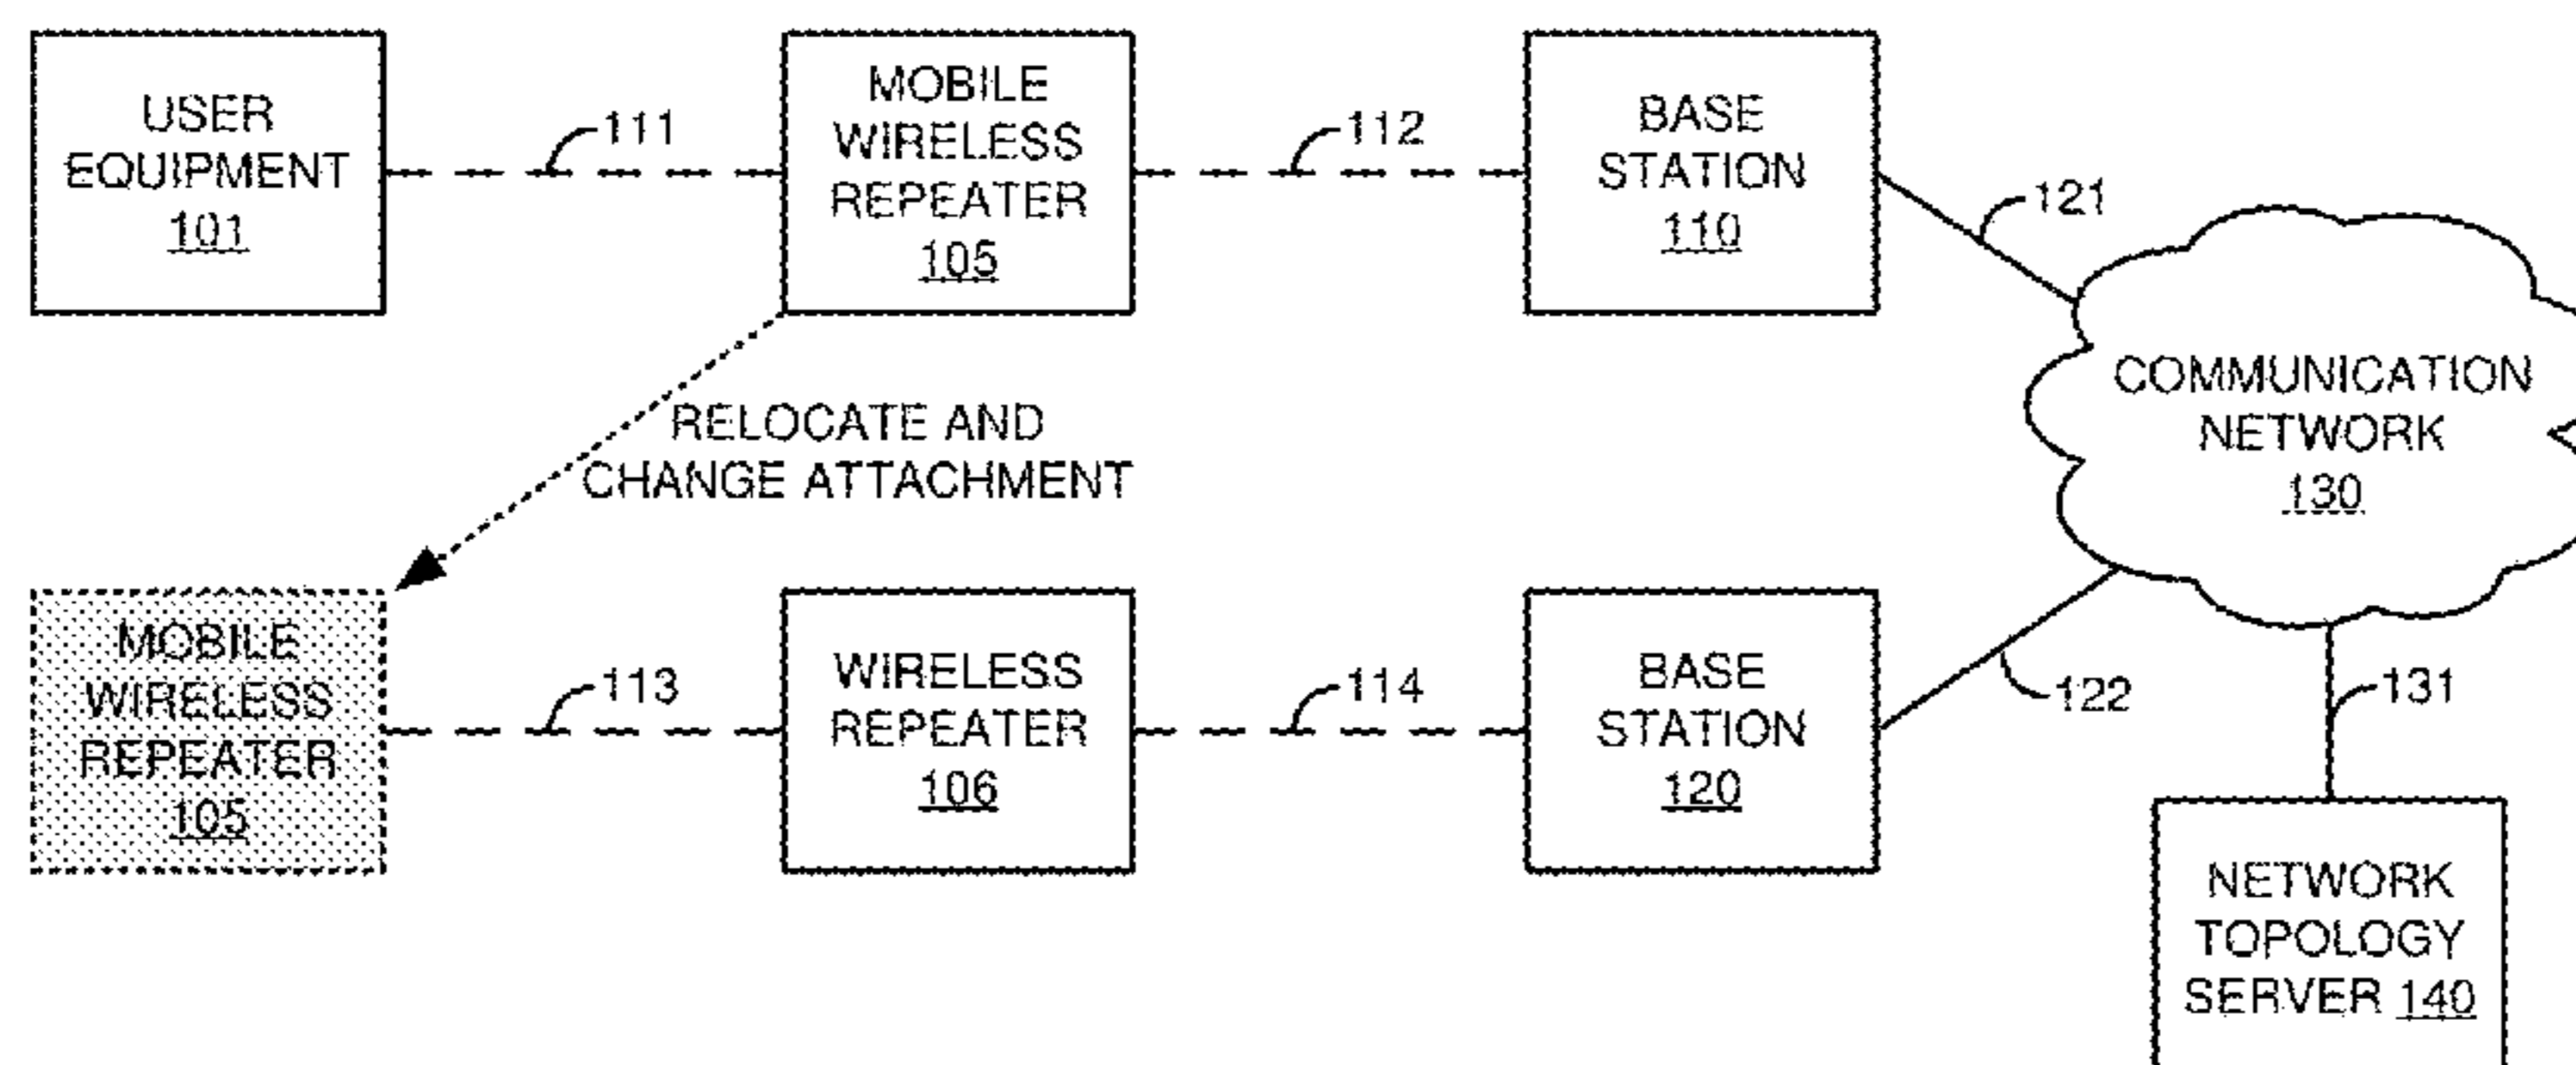 USER
EQUIPMENT
101
111
MOBILE
WIRELESS
REPEATER
105
112
BASE
STATION
110
121
COMMUNICATION
NETWORK
130
RELOCATE AND
CHANGE ATTACHMENT
MOBILE
WIRELESS
REPEATER
105
113
WIRELESS
REPEATER
106
114
BASE
STATION
120
122
131
NETWORK
TOPOLOGY
SERVER 140